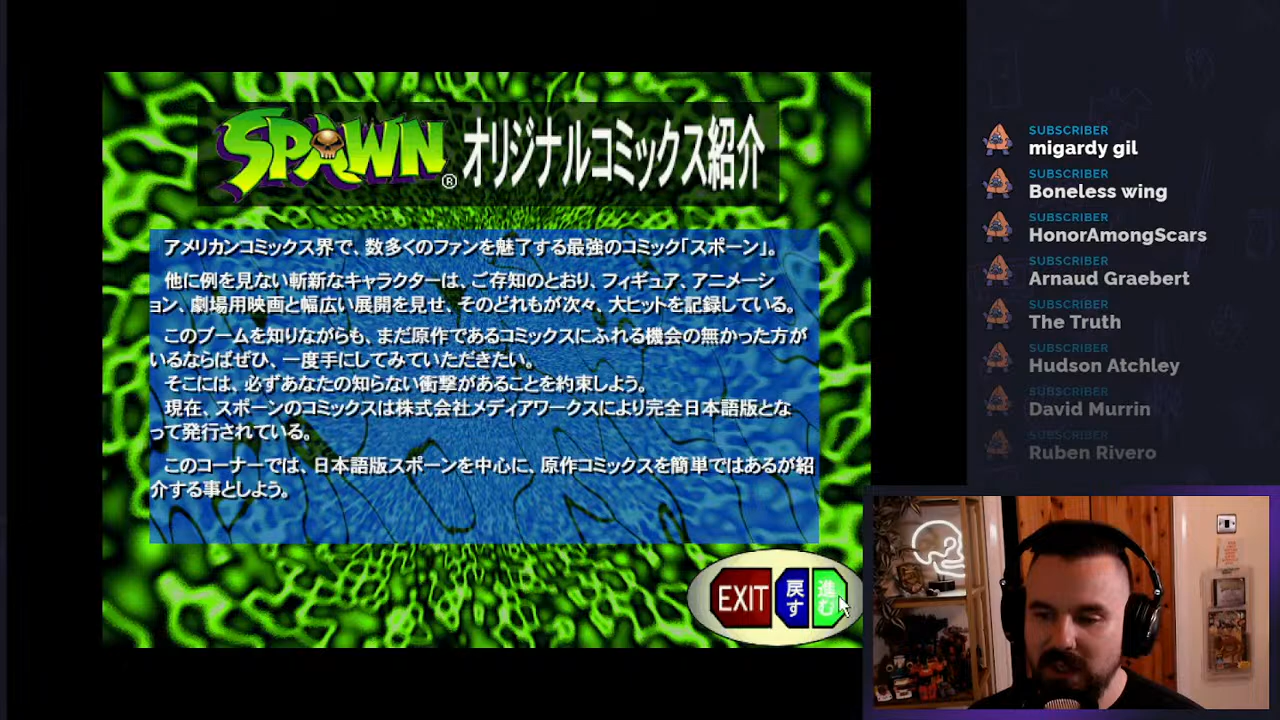 SPAWN® オリジナルコミックス紹介
アメリカンコミックス界で、数多くのファンを魅了する最強のコミック「スポーン」。
他に例を見ない斬新なキャラクターは、ご存知のとおり、フィギュア、アニメーシ
ョン、劇場用映画と幅広い展開を見せ、そのどれもが次々、大ヒットを記録している。
このブームを知りながらも、まだ原作であるコミックスにふれる機会の無かった方が
いるならばぜひ、一度手にしてみていただきたい。
そこには、必ずあなたの知らない衝撃があることを約束しよう。
現在、スポーンのコミックスは株式会社メディアワークスにより完全日本語版とな
って発行されている。
このコーナーでは、日本語版スポーンを中心に、原作コミックスを簡単ではあるが紹
介する事としよう。
EXIT
戻す
進む
SUBSCRIBER
migardy gil
SUBSCRIBER
Boneless wing
SUBSCRIBER
HonorAmongScars
SUBSCRIBER
Arnaud Graebert
SUBSCRIBER
The Truth
SUBSCRIBER
Hudson Atchley
SUBSCRIBER
David Murrin
SUBSCRIBER
Ruben Rivero